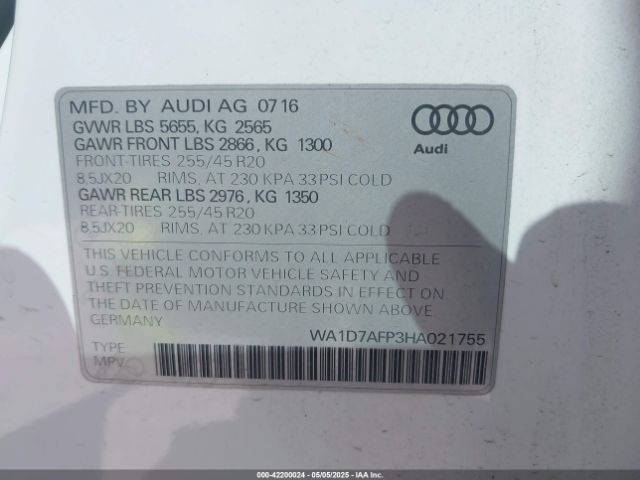 MFD. BY AUDI AG 07 16
GVWR LBS 5655, KG 2565
GAWR FRONT LBS 2866, KG 1300
FRONT-TIRES 255/45 R20
8,5JX20 RIMS, AT 230 KPA 33 PSI COLD
GAWR REAR LBS 2976, KG 1350
REAR-TIRES 255/45 R20
8,5JX20 RIMS, AT 230 KPA 33 PSI COLD
Audi
THIS VEHICLE CONFORMS TO ALL APPLICABLE
U.S. FEDERAL MOTOR VEHICLE SAFETY AND
THEFT PREVENTION STANDARDS IN EFFECT ON
THE DATE OF MANUFACTURE SHOWN ABOVE
GERMANY
WA1D7AFP3HA021755
TYPE
MPV
000-42200024 | 05/05/2025 | IAA Inc. All Rights Reserved